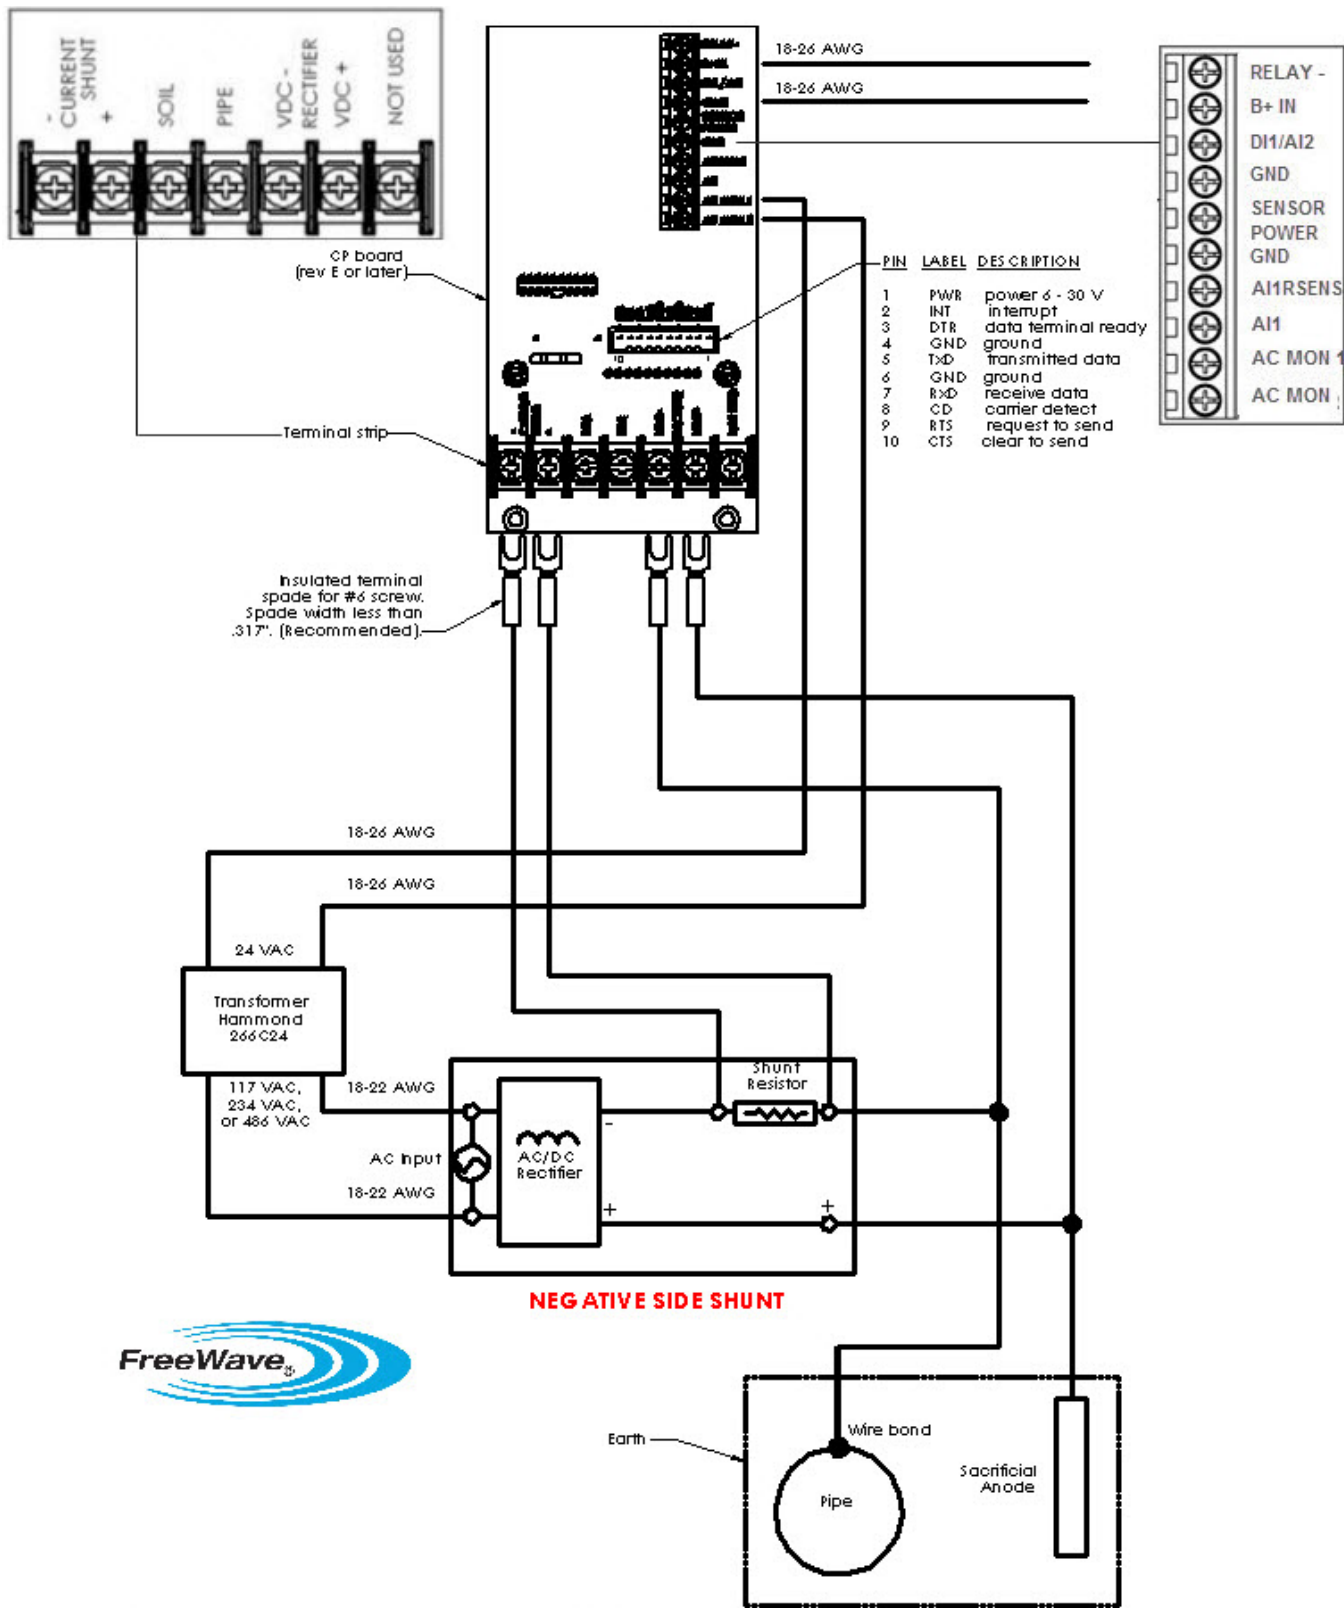 -
CURRENT
SHUNT
+
SOIL
PIPE
VDC -
RECTIFIER
VDC +
NOT USED
18-26 AWG
18-26 AWG
RELAY -
B+ IN
DI1/AI2
GND
SENSOR
POWER
GND
AI1RSENS
AI1
AC MON 1
AC MON
CP board
(rev E or later)
PIN LABEL DESCRIPTION
1 PWR power 6 - 30 V
2 INT interrupt
3 DTR data terminal ready
4 GND ground
5 TxD transmitted data
6 GND ground
7 RxD receive data
8 CD carrier detect
9 RTS request to send
10 CTS clear to send
10 1
Terminal strip
Insulated terminal
spade for #6 screw.
Spade width less than
.317". (Recommended).
18-26 AWG
18-26 AWG
24 VAC
Transformer
Hammond
266C24
117 VAC,
234 VAC,
or 486 VAC
18-22 AWG
AC Input
18-22 AWG
Shunt
Resistor
-
AC/DC
Rectifier
+
+
NEGATIVE SIDE SHUNT
FreeWave®
Earth
Wire bond
Pipe
Sacrificial
Anode